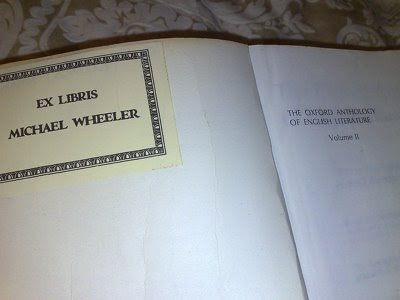 EX LIBRIS
MICHAEL WHEELER
THE OXFORD ANTHOLOGY
OF ENGLISH LITERATURE
Volume II